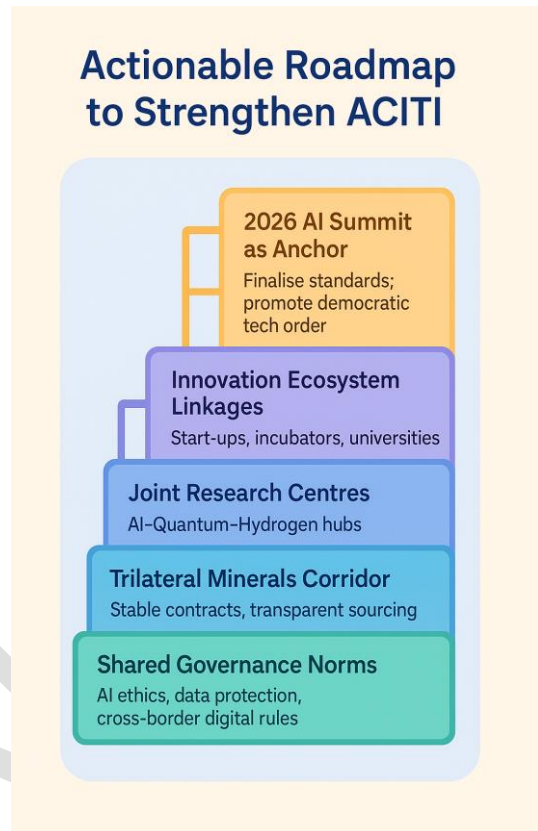 Actionable Roadmap
to Strengthen ACITI
2026 AI Summit
as Anchor
Finalise standards;
promote democratic
tech order
Innovation Ecosystem
Linkages
Start-ups, incubators, universities
Joint Research Centres
AI–Quantum–Hydrogen hubs
Trilateral Minerals Corridor
Stable contracts, transparent sourcing
Shared Governance Norms
AI ethics, data protection,
cross-border digital rules